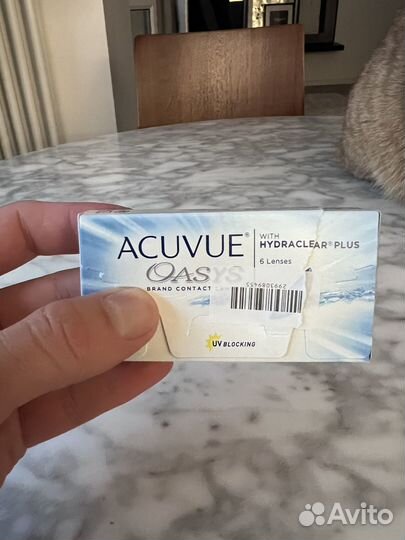 ACUVUE®
OASYS
BRAND CONTACT
WITH
HYDRACLEAR® PLUS
6 Lenses
UV BLOCKING
Avito